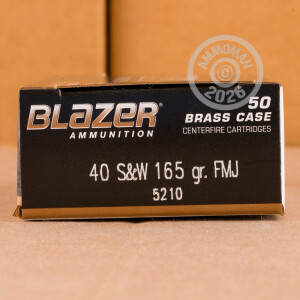 AMMOMAN
2026
50
BLAZER
BRASS CASE
AMMUNITION
CENTERFIRE CARTRIDGES
40 S&W 165 gr. FMJ
5210